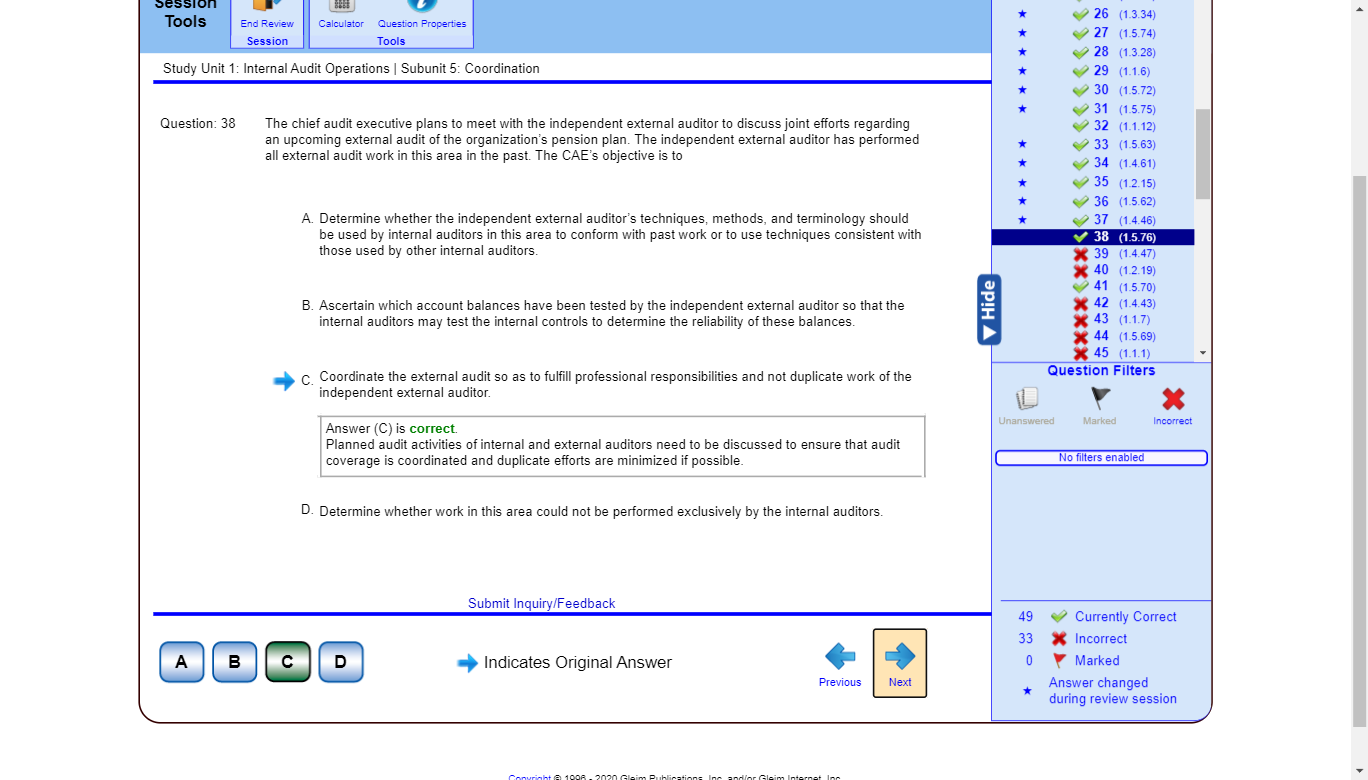 Session
Tools
End Review
Session
Calculator
Question Properties
Tools
Study Unit 1: Internal Audit Operations | Subunit 5: Coordination
Question: 38
The chief audit executive plans to meet with the independent external auditor to discuss joint efforts regarding
an upcoming external audit of the organization's pension plan. The independent external auditor has performed
all external audit work in this area in the past. The CAE's objective is to
A. Determine whether the independent external auditor's techniques, methods, and terminology should
be used by internal auditors in this area to conform with past work or to use techniques consistent with
those used by other internal auditors.
B. Ascertain which account balances have been tested by the independent external auditor so that the
internal auditors may test the internal controls to determine the reliability of these balances.
C. Coordinate the external audit so as to fulfill professional responsibilities and not duplicate work of the
independent external auditor.
Answer (C) is correct.
Planned audit activities of internal and external auditors need to be discussed to ensure that audit
coverage is coordinated and duplicate efforts are minimized if possible.
D. Determine whether work in this area could not be performed exclusively by the internal auditors.
Submit Inquiry/Feedback
A
B
C
D
Indicates Original Answer
Previous
Next
Hide
26 (1.3.34)
27 (1.5.74)
28 (1.3.28)
29 (1.1.6)
30 (1.5.72)
31 (1.5.75)
32 (1.1.12)
33 (1.5.63)
34 (1.4.61)
35 (1.2.15)
36 (1.5.62)
37 (1.4.46)
38 (1.5.76)
39 (1.4.47)
40 (1.2.19)
41 (1.5.70)
42 (1.4.43)
43 (1.1.7)
44 (1.5.69)
45 (1.1.1)
Question Filters
Unanswered
Marked
Incorrect
No filters enabled
49 Currently Correct
33 Incorrect
0 Marked
Answer changed
during review session
Copyright © 1996 - 2020 Gleim Publications, Inc. and/or Gleim Internet, Inc.